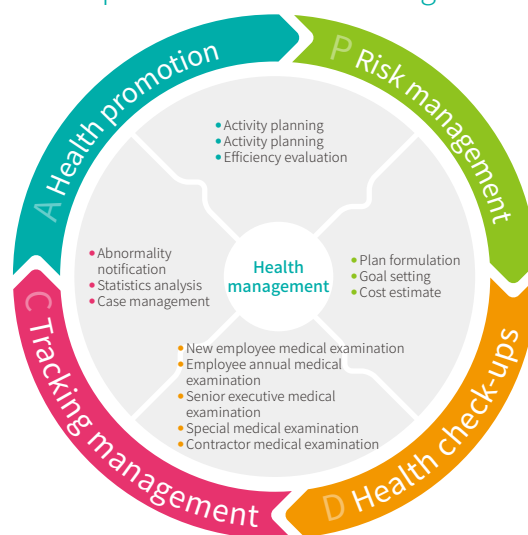 A Health promotion
P Risk management
Activity planning
Activity planning
Efficiency evaluation
Abnormality
notification
Statistics analysis
Case management
Health
management
Plan formulation
Goal setting
Cost estimate
New employee medical examination
Employee annual medical
examination
Senior executive medical
examination
Special medical examination
Contractor medical examination
C Tracking management
D Health check-ups